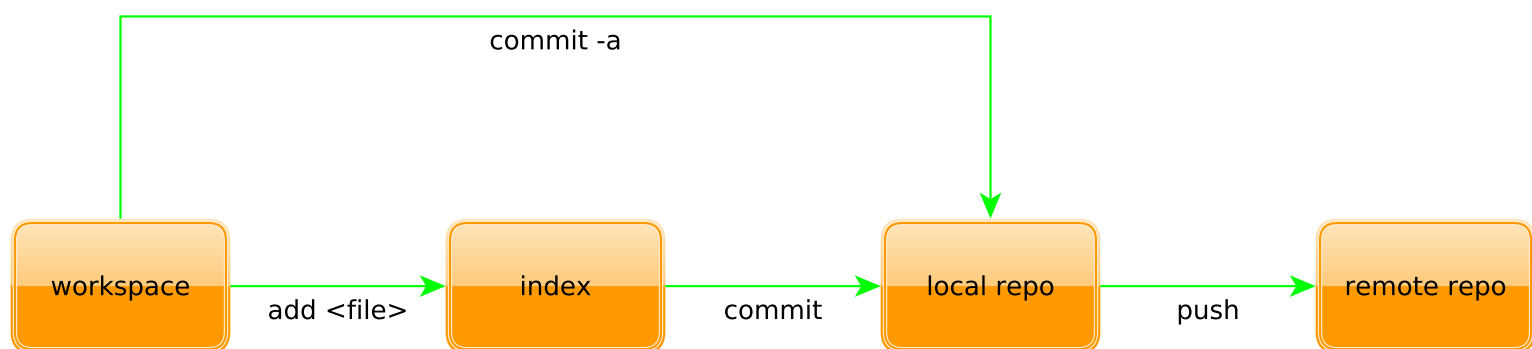 commit -a
workspace
add <file>
index
commit
local repo
push
remote repo